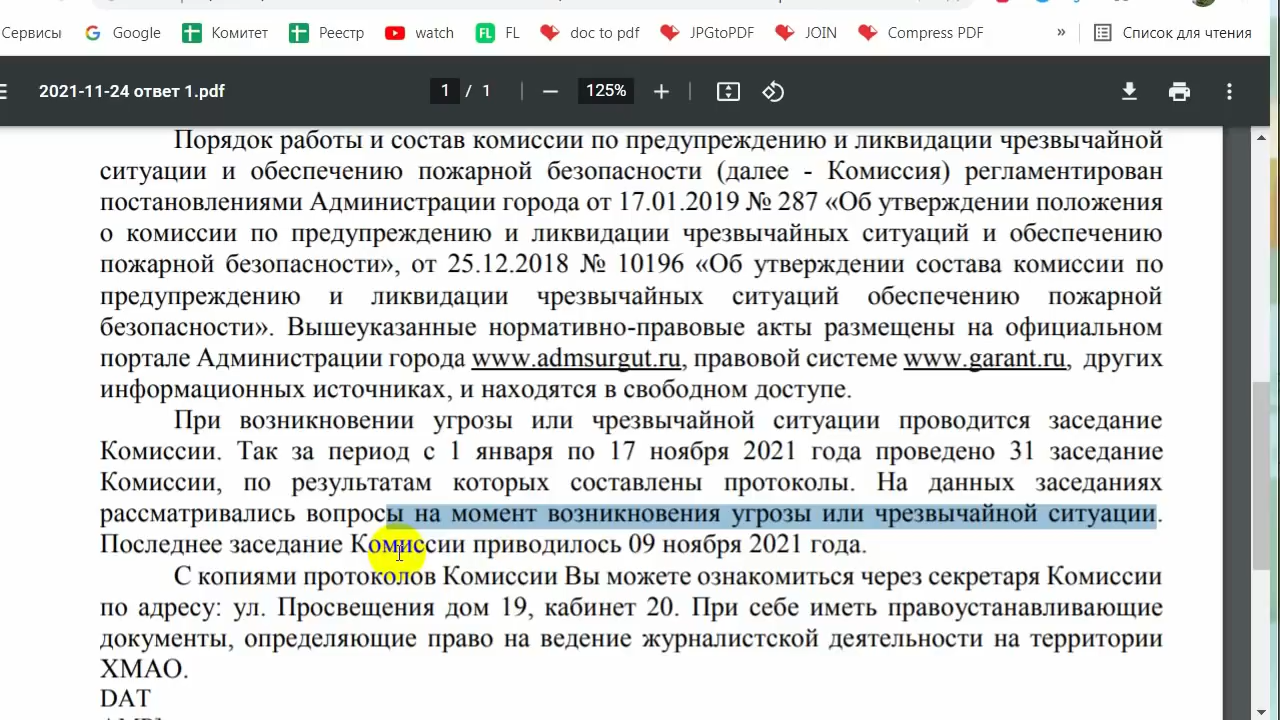 Сервисы Google Комитет Реестр watch FL FL doc to pdf JPGtoPDF JOIN Compress PDF » Список для чтения
2021-11-24 ответ 1.pdf 1 / 1 — 125% +
Порядок работы и состав комиссии по предупреждению и ликвидации чрезвычайной
ситуации и обеспечению пожарной безопасности (далее - Комиссия) регламентирован
постановлениями Администрации города от 17.01.2019 № 287 «Об утверждении положения
о комиссии по предупреждению и ликвидации чрезвычайных ситуаций и обеспечению
пожарной безопасности», от 25.12.2018 № 10196 «Об утверждении состава комиссии по
предупреждению и ликвидации чрезвычайных ситуаций обеспечению пожарной
безопасности». Вышеуказанные нормативно-правовые акты размещены на официальном
портале Администрации города www.admsurgut.ru, правовой системе www.garant.ru, других
информационных источниках, и находятся в свободном доступе.
При возникновении угрозы или чрезвычайной ситуации проводится заседание
Комиссии. Так за период с 1 января по 17 ноября 2021 года проведено 31 заседание
Комиссии, по результатам которых составлены протоколы. На данных заседаниях
рассматривались вопросы на момент возникновения угрозы или чрезвычайной ситуации.
Последнее заседание Комиссии приводилось 09 ноября 2021 года.
С копиями протоколов Комиссии Вы можете ознакомиться через секретаря Комиссии
по адресу: ул. Просвещения дом 19, кабинет 20. При себе иметь правоустанавливающие
документы, определяющие право на ведение журналистской деятельности на территории
ХМАО.
DAT